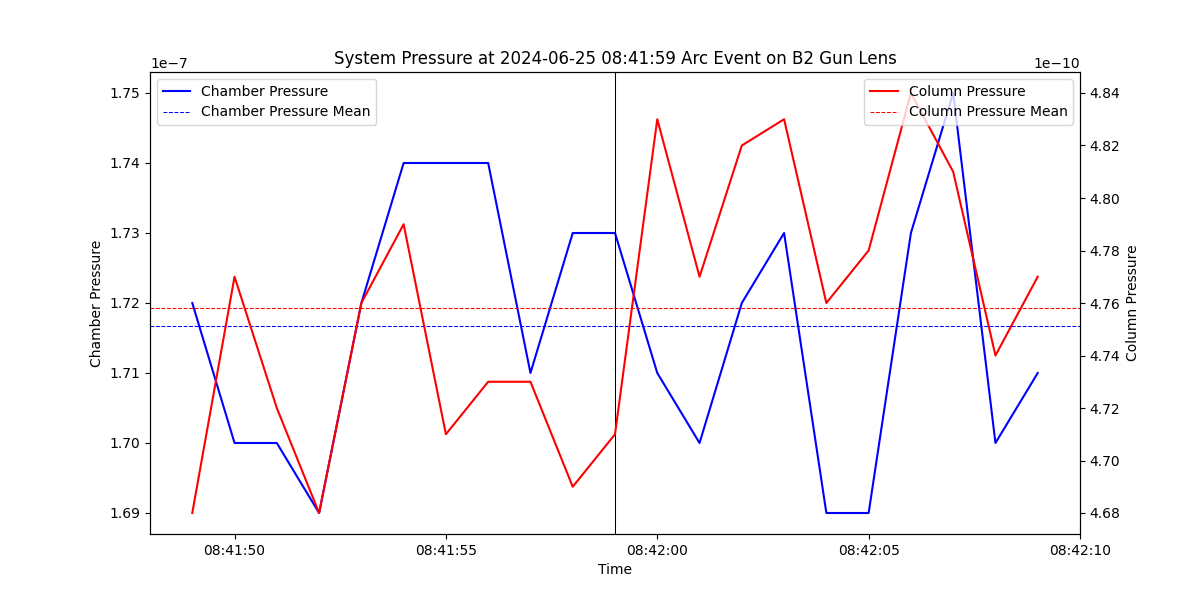 System Pressure at 2024-06-25 08:41:59 Arc Event on B2 Gun Lens
1e−7
1e−10
Chamber Pressure
Chamber Pressure Mean
Column Pressure
Column Pressure Mean
1.75
1.74
1.73
1.72
1.71
1.70
1.69
Chamber Pressure
4.84
4.82
4.80
4.78
4.76
4.74
4.72
4.70
4.68
Column Pressure
08:41:50
08:41:55
08:42:00
08:42:05
08:42:10
Time